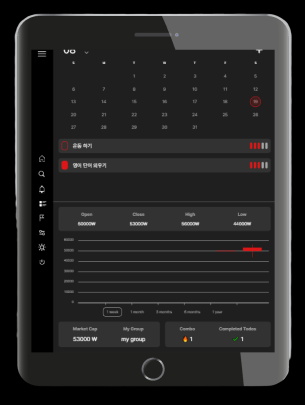 08
S M T W T F S
1 2 3 4 5
6 7 8 9 10 11 12
13 14 15 16 17 18 19
20 21 22 23 24 25 26
27 28 29 30 31
운동 하기
영어 단어 외우기
Open Close High Low
50000W 53000W 56000W 44000W
60000
50000
40000
30000
20000
10000
0
1 week 1 month 3 months 6 months 1 year
Market Cap My Group Combo Completed Todos
53000 W my group 1 1